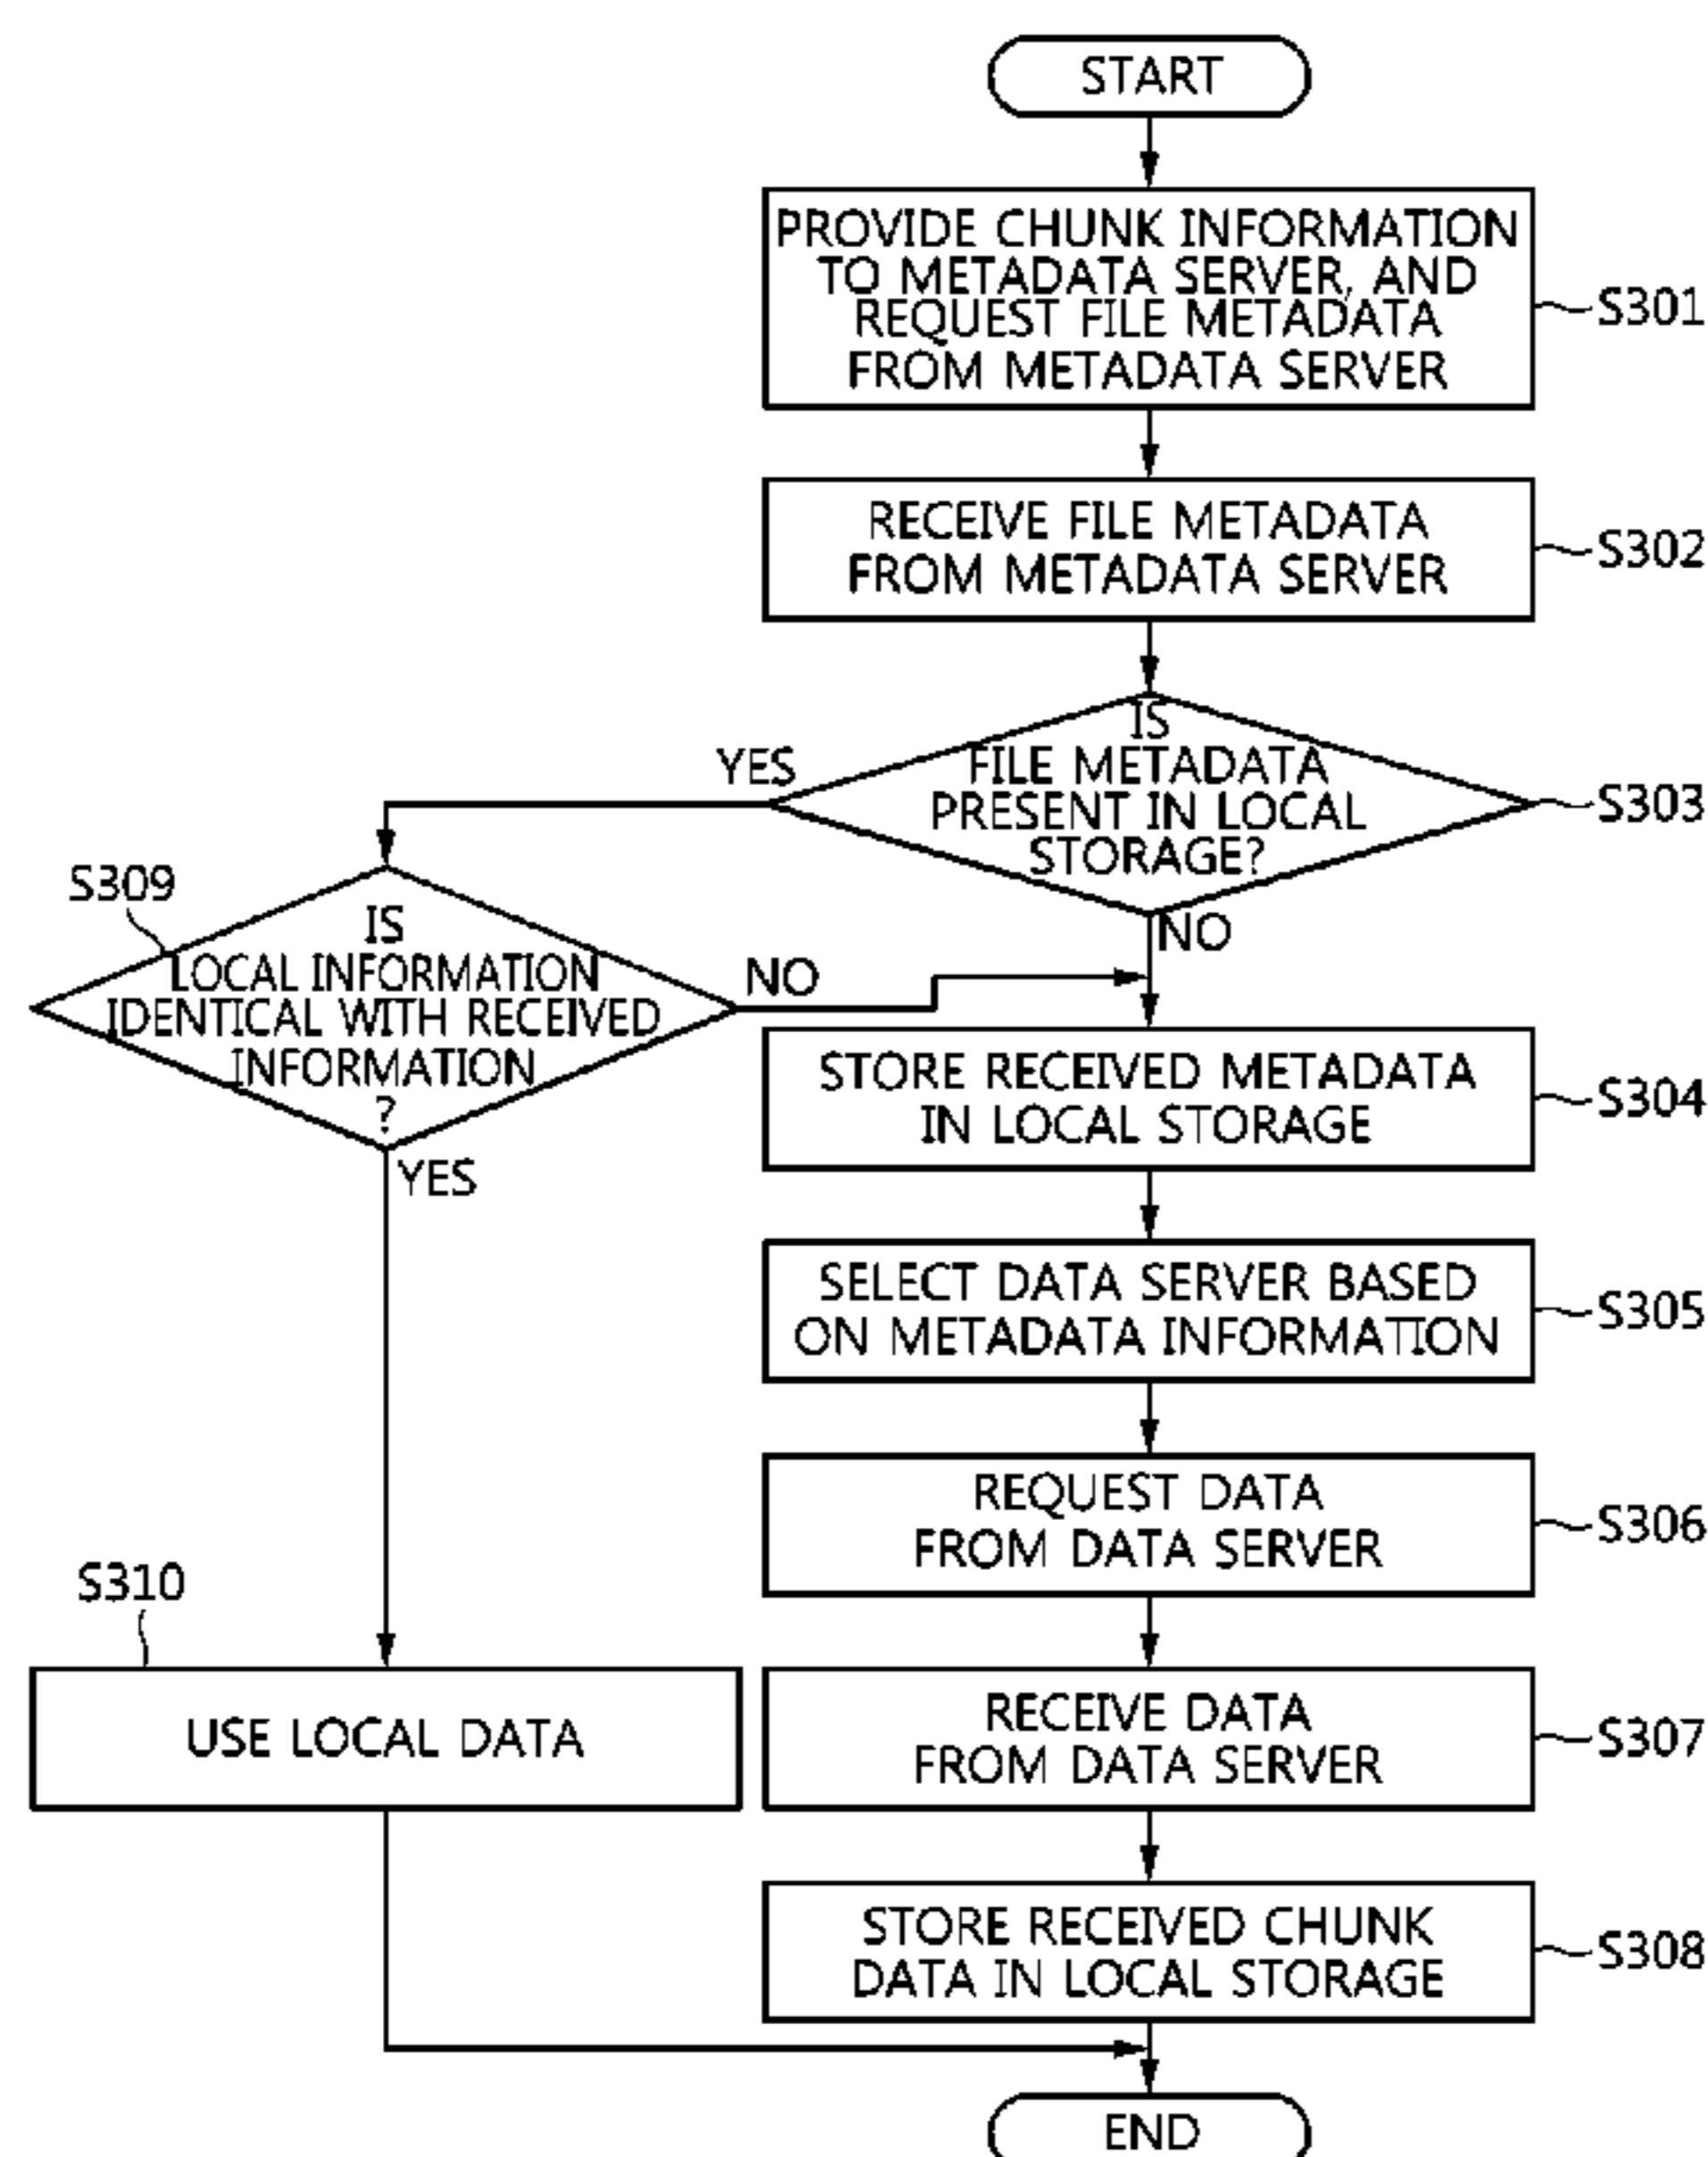 START
PROVIDE CHUNK INFORMATION
TO METADATA SERVER, AND
REQUEST FILE METADATA
FROM METADATA SERVER
S301
RECEIVE FILE METADATA
FROM METADATA SERVER
S302
IS
FILE METADATA
PRESENT IN LOCAL
STORAGE?
S303
YES
NO
S309
IS
LOCAL INFORMATION
IDENTICAL WITH RECEIVED
INFORMATION
?
NO
YES
STORE RECEIVED METADATA
IN LOCAL STORAGE
S304
SELECT DATA SERVER BASED
ON METADATA INFORMATION
S305
REQUEST DATA
FROM DATA SERVER
S306
S310
USE LOCAL DATA
RECEIVE DATA
FROM DATA SERVER
S307
STORE RECEIVED CHUNK
DATA IN LOCAL STORAGE
S308
END